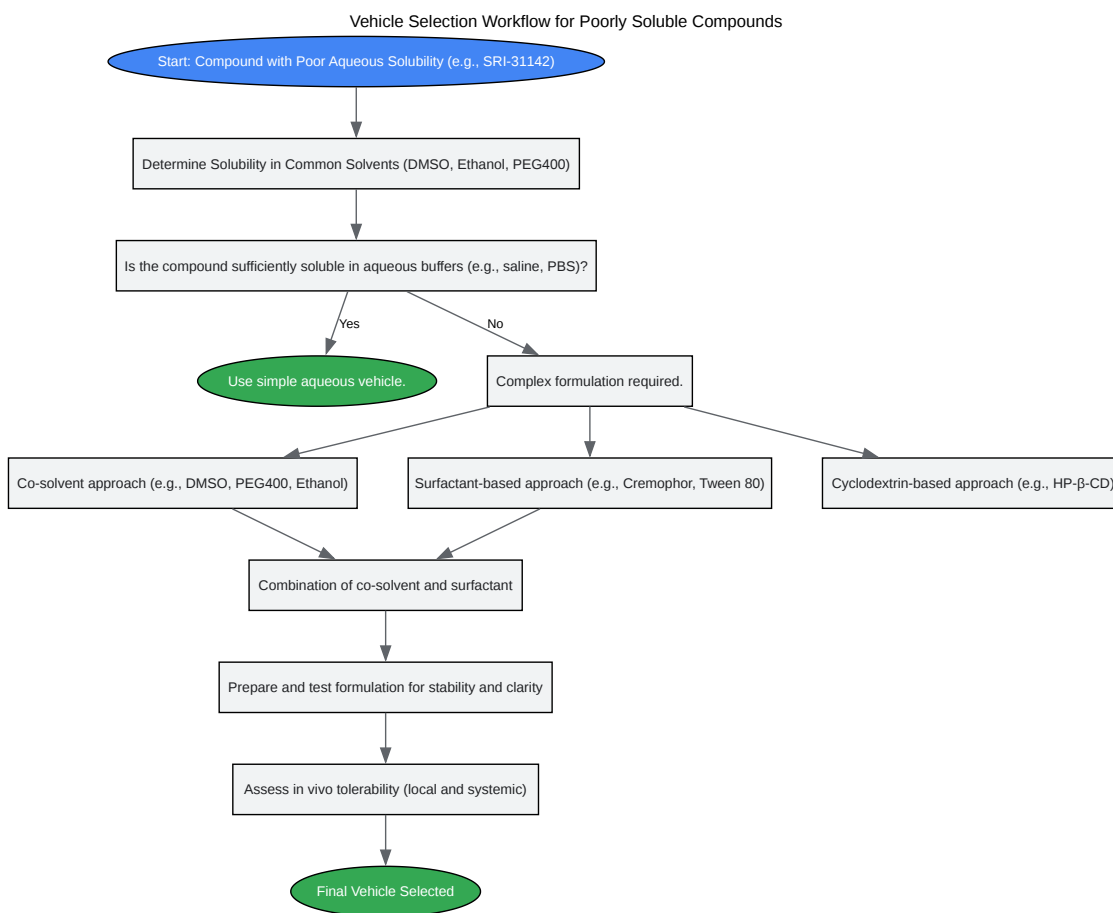 Vehicle Selection Workflow for Poorly Soluble Compounds
Start: Compound with Poor Aqueous Solubility (e.g., SRI-31142)
Determine Solubility in Common Solvents (DMSO, Ethanol, PEG400)
Is the compound sufficiently soluble in aqueous buffers (e.g., saline, PBS)?
Yes
No
Use simple aqueous vehicle.
Complex formulation required.
Co-solvent approach (e.g., DMSO, PEG400, Ethanol)
Surfactant-based approach (e.g., Cremophor, Tween 80)
Cyclodextrin-based approach (e.g., HP-β-CD)
Combination of co-solvent and surfactant
Prepare and test formulation for stability and clarity
Assess in vivo tolerability (local and systemic)
Final Vehicle Selected